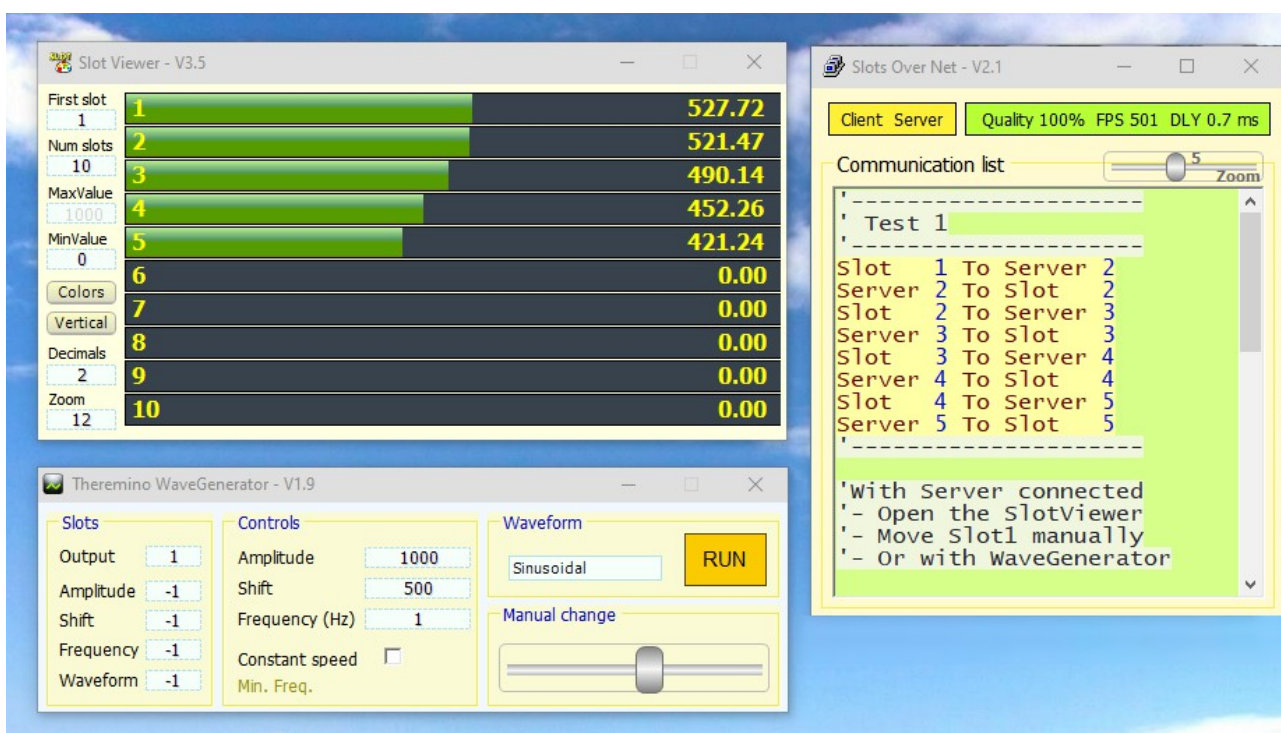 Slot Viewer - V3.5
First slot
1
Num slots
10
MaxValue
1000
MinValue
0
Colors
Vertical
Decimals
2
Zoom
12
1 527.72
2 521.47
3 490.14
4 452.26
5 421.24
6 0.00
7 0.00
8 0.00
9 0.00
10 0.00
Theremino WaveGenerator - V1.9
Slots
Output 1
Amplitude -1
Shift -1
Frequency -1
Waveform -1
Controls
Amplitude 1000
Shift 500
Frequency (Hz) 1
Constant speed
Min. Freq.
Waveform
Sinusoidal
RUN
Manual change
Slots Over Net - V2.1
Client Server
Quality 100% FPS 501 DLY 0.7 ms
Communication list
5
Zoom
'----------------------
' Test 1
'----------------------
Slot 1 To Server 2
Server 2 To Slot 2
Slot 2 To Server 3
Server 3 To Slot 3
Slot 3 To Server 4
Server 4 To Slot 4
Slot 4 To Server 5
Server 5 To Slot 5
'----------------------
'With Server connected
'- Open the SlotViewer
'- Move Slot1 manually
'- Or with WaveGenerator